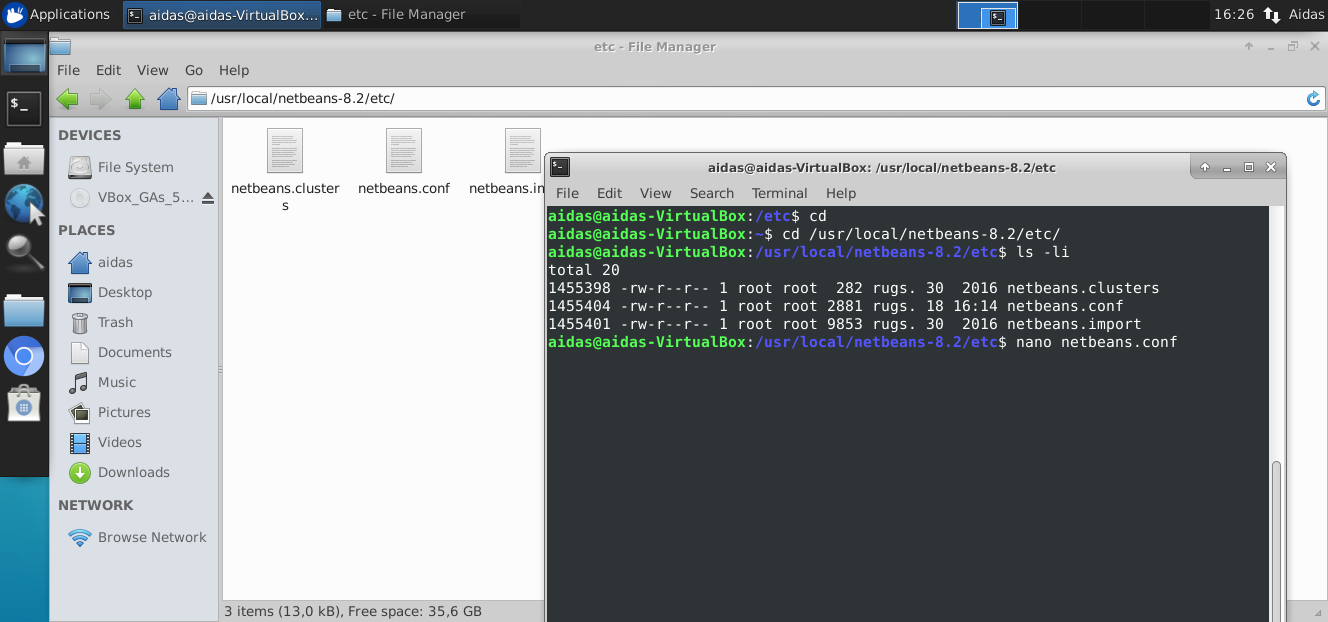 Applications
aidas@aidas-VirtualBox...
etc - File Manager
16:26
Aidas
etc - File Manager
File Edit View Go Help
/usr/local/netbeans-8.2/etc/
DEVICES
File System
VBox_GAs_5...
PLACES
aidas
Desktop
Trash
Documents
Music
Pictures
Videos
Downloads
NETWORK
Browse Network
netbeans.cluster
s
netbeans.conf
netbeans.im
3 items (13,0 kB), Free space: 35,6 GB
aidas@aidas-VirtualBox: /usr/local/netbeans-8.2/etc
File Edit View Search Terminal Help
aidas@aidas-VirtualBox:/etc$ cd
aidas@aidas-VirtualBox:~$ cd /usr/local/netbeans-8.2/etc/
aidas@aidas-VirtualBox:/usr/local/netbeans-8.2/etc$ ls -li
total 20
1455398 -rw-r--r-- 1 root root  282 rugs. 30  2016 netbeans.clusters
1455404 -rw-r--r-- 1 root root 2881 rugs. 18 16:14 netbeans.conf
1455401 -rw-r--r-- 1 root root 9853 rugs. 30  2016 netbeans.import
aidas@aidas-VirtualBox:/usr/local/netbeans-8.2/etc$ nano netbeans.conf